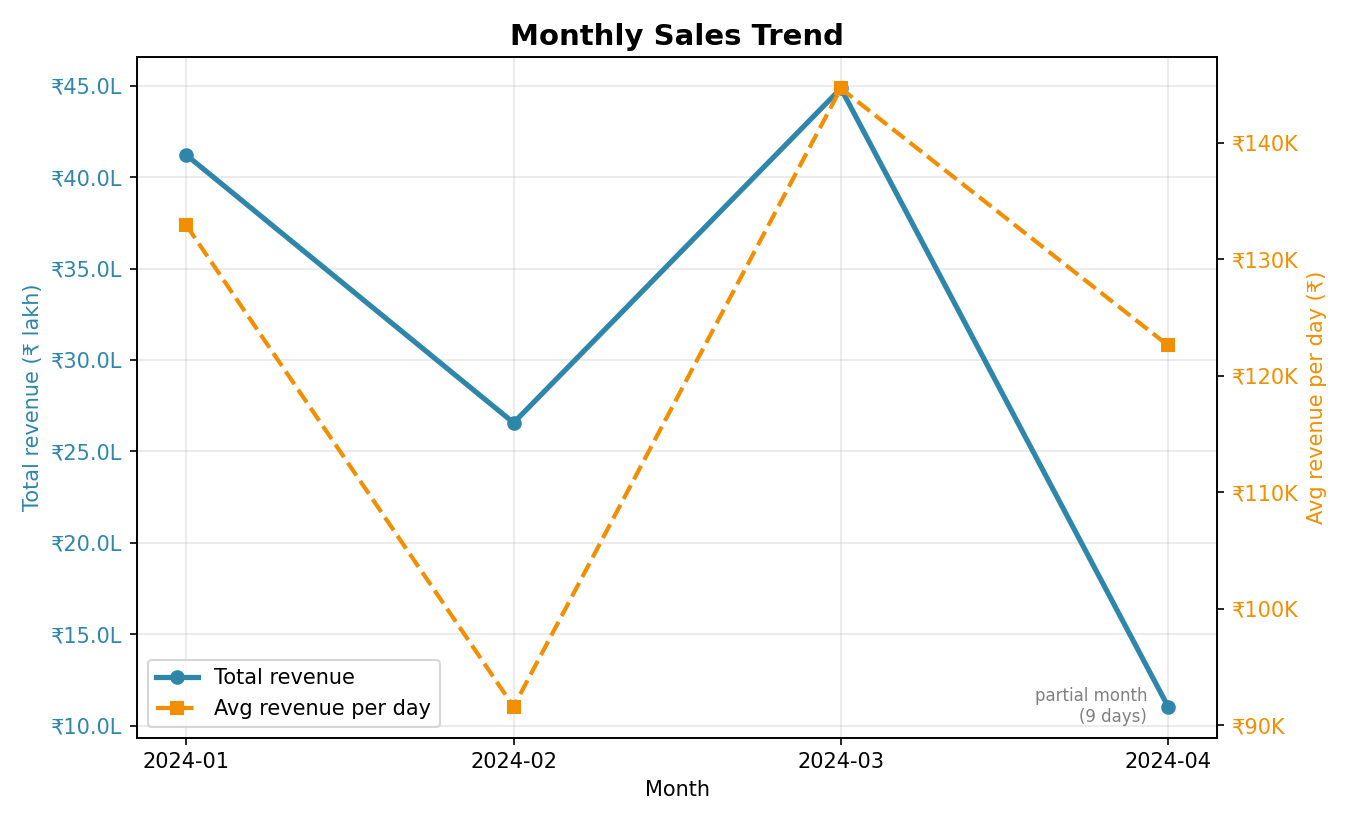 Monthly Sales Trend
₹45.0L
₹40.0L
₹35.0L
₹30.0L
₹25.0L
₹20.0L
₹15.0L
₹10.0L
Total revenue (₹ lakh)
₹140K
₹130K
₹120K
₹110K
₹100K
₹90K
Avg revenue per day (₹)
Total revenue
Avg revenue per day
partial month
(9 days)
2024-01
2024-02
2024-03
2024-04
Month